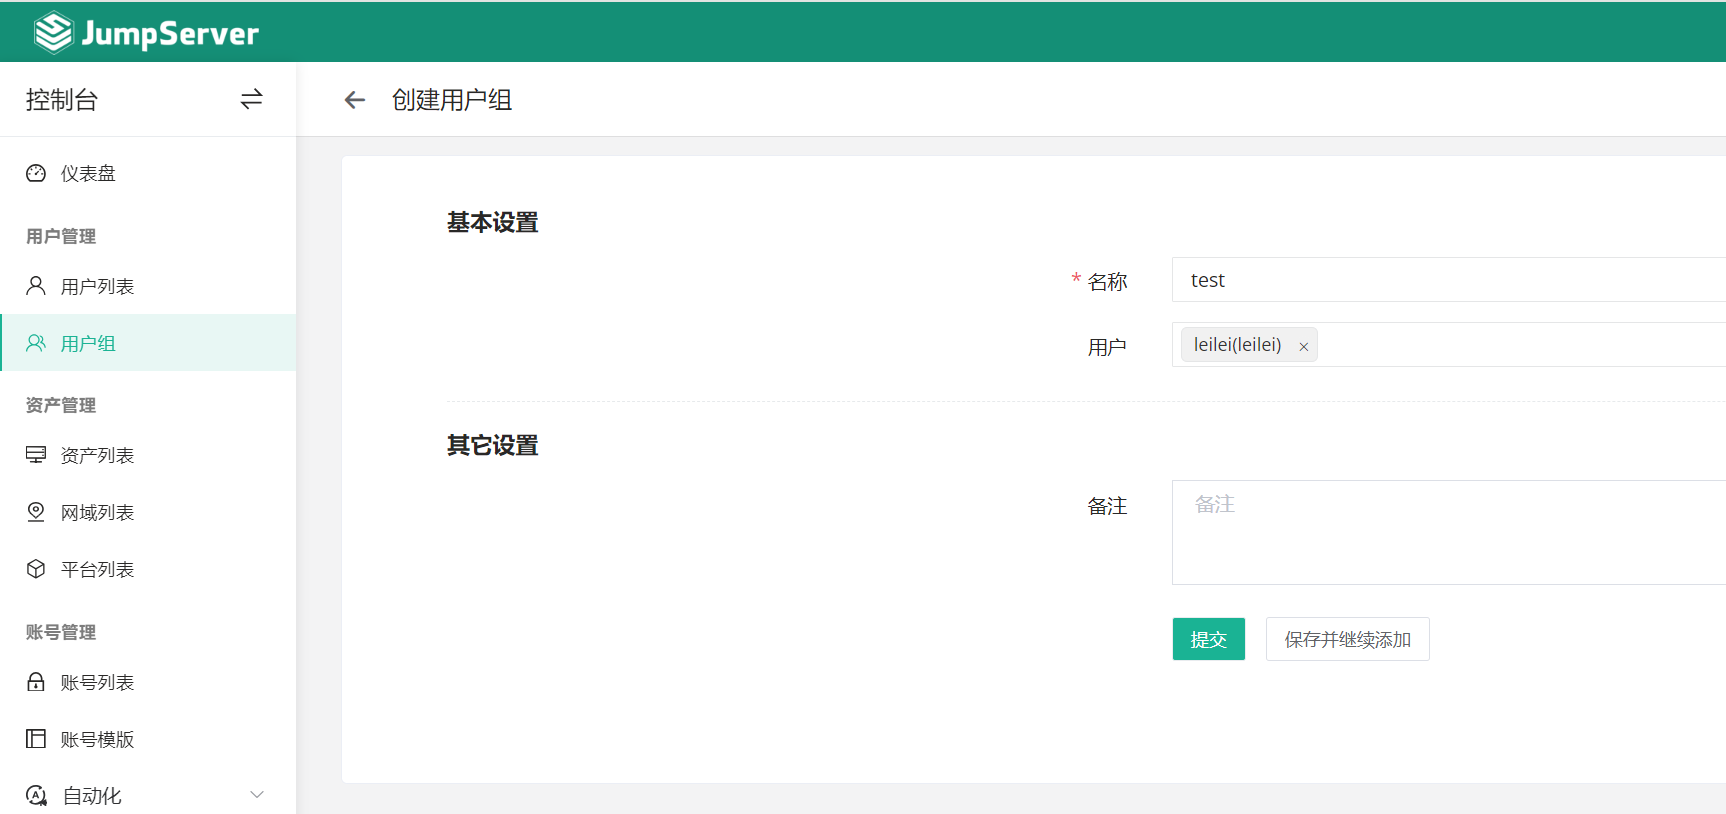 JumpServer
控制台
创建用户组
仪表盘
用户管理
用户列表
用户组
资产管理
资产列表
网域列表
平台列表
账号管理
账号列表
账号模版
自动化
基本设置
* 名称
test
用户
leilei(leilei) ×
其它设置
备注
备注
提交
保存并继续添加